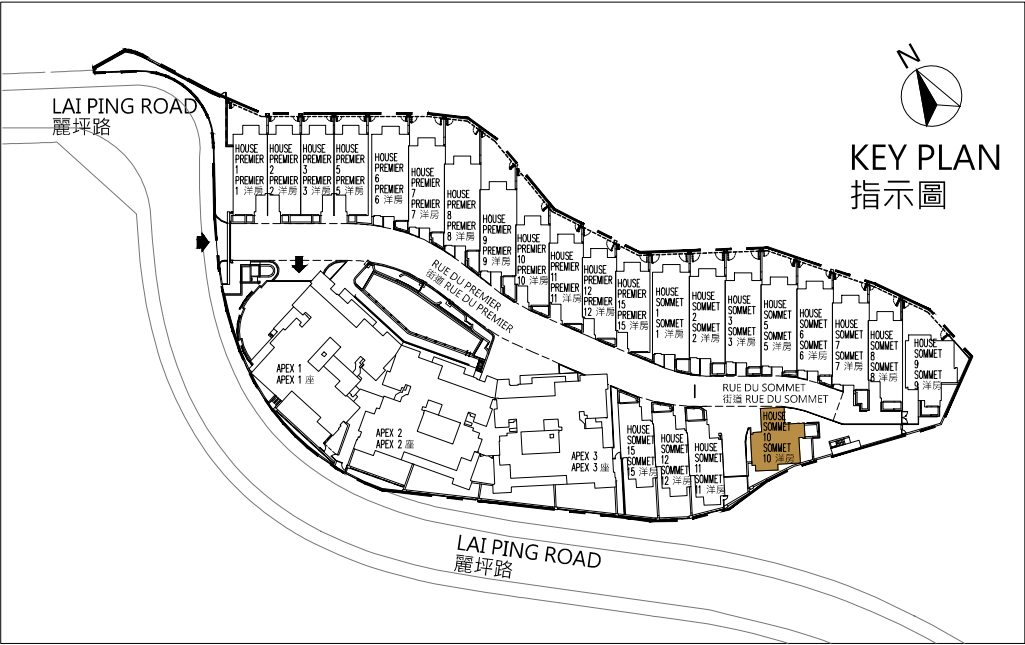 N
KEY PLAN
指示圖
LAI PING ROAD
麗坪路
HOUSE
PREMIER
1
PREMIER
1 洋房
HOUSE
PREMIER
2
PREMIER
2 洋房
HOUSE
PREMIER
3
PREMIER
3 洋房
HOUSE
PREMIER
5
PREMIER
5 洋房
HOUSE
PREMIER
6
PREMIER
6 洋房
HOUSE
PREMIER
7
PREMIER
7 洋房
HOUSE
PREMIER
8
PREMIER
8 洋房
HOUSE
PREMIER
9
PREMIER
9 洋房
HOUSE
PREMIER
10
PREMIER
10 洋房
HOUSE
PREMIER
11
PREMIER
11 洋房
HOUSE
PREMIER
12
PREMIER
12 洋房
HOUSE
PREMIER
15
PREMIER
15 洋房
HOUSE
SOMMET
1
SOMMET
1 洋房
HOUSE
SOMMET
2
SOMMET
2 洋房
HOUSE
SOMMET
3
SOMMET
3 洋房
HOUSE
SOMMET
5
SOMMET
5 洋房
HOUSE
SOMMET
6
SOMMET
6 洋房
HOUSE
SOMMET
7
SOMMET
7 洋房
HOUSE
SOMMET
8
SOMMET
8 洋房
HOUSE
SOMMET
9
SOMMET
9 洋房
RUE DU PREMIER
街道 RUE DU PREMIER
RUE DU SOMMET
街道 RUE DU SOMMET
APEX 1
APEX 1 座
APEX 2
APEX 2 座
APEX 3
APEX 3 座
HOUSE
SOMMET
15
SOMMET
15 洋房
HOUSE
SOMMET
12
SOMMET
12 洋房
HOUSE
SOMMET
11
SOMMET
11 洋房
HOUSE
SOMMET
10
SOMMET
10 洋房
LAI PING ROAD
麗坪路